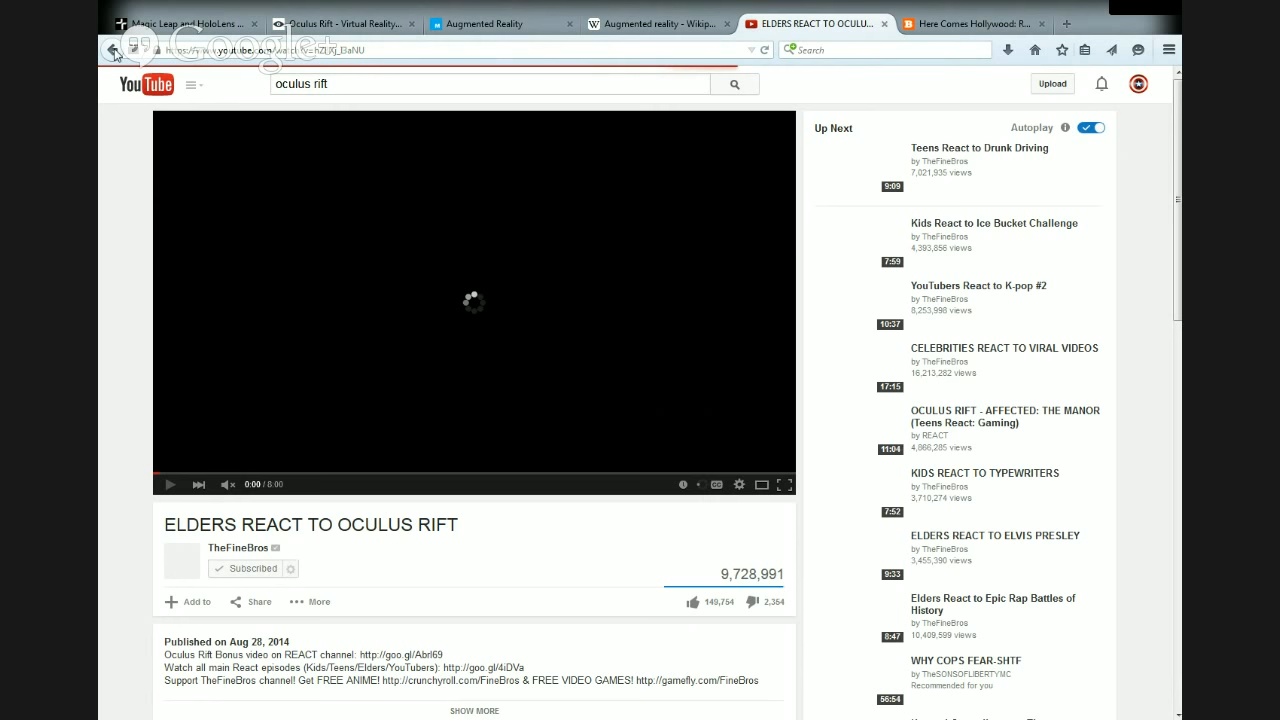 Magic Leap and HoloLens ...
Oculus Rift - Virtual Reality...
Augmented Reality
Augmented reality - Wikip...
ELDERS REACT TO OCULU...
Here Comes Hollywood: R...
Google+
Search
YouTube
oculus rift
Upload
Up Next
Autoplay
Teens React to Drunk Driving
by TheFineBros
7,021,935 views
9:09
Kids React to Ice Bucket Challenge
by TheFineBros
4,393,856 views
7:59
YouTubers React to K-pop #2
by TheFineBros
8,253,998 views
10:37
CELEBRITIES REACT TO VIRAL VIDEOS
by TheFineBros
16,213,282 views
17:15
OCULUS RIFT - AFFECTED: THE MANOR
(Teens React: Gaming)
by REACT
4,866,285 views
11:04
KIDS REACT TO TYPEWRITERS
by TheFineBros
3,710,274 views
7:52
ELDERS REACT TO ELVIS PRESLEY
by TheFineBros
3,455,390 views
9:33
Elders React to Epic Rap Battles of
History
by TheFineBros
10,409,599 views
8:47
WHY COPS FEAR-SHTF
by TheSONSOFLIBERTYMC
Recommended for you
56:54
0:00 / 8:00
CC
ELDERS REACT TO OCULUS RIFT
TheFineBros
Subscribed
9,728,991
Add to
Share
More
149,754
2,354
Published on Aug 28, 2014
Oculus Rift Bonus video on REACT channel: http://goo.gl/Abrl69
Watch all main React episodes (Kids/Teens/Elders/YouTubers): http://goo.gl/4iDVa
Support TheFineBros channel! Get FREE ANIME! http://crunchyroll.com/FineBros & FREE VIDEO GAMES! http://gamefly.com/FineBros
SHOW MORE